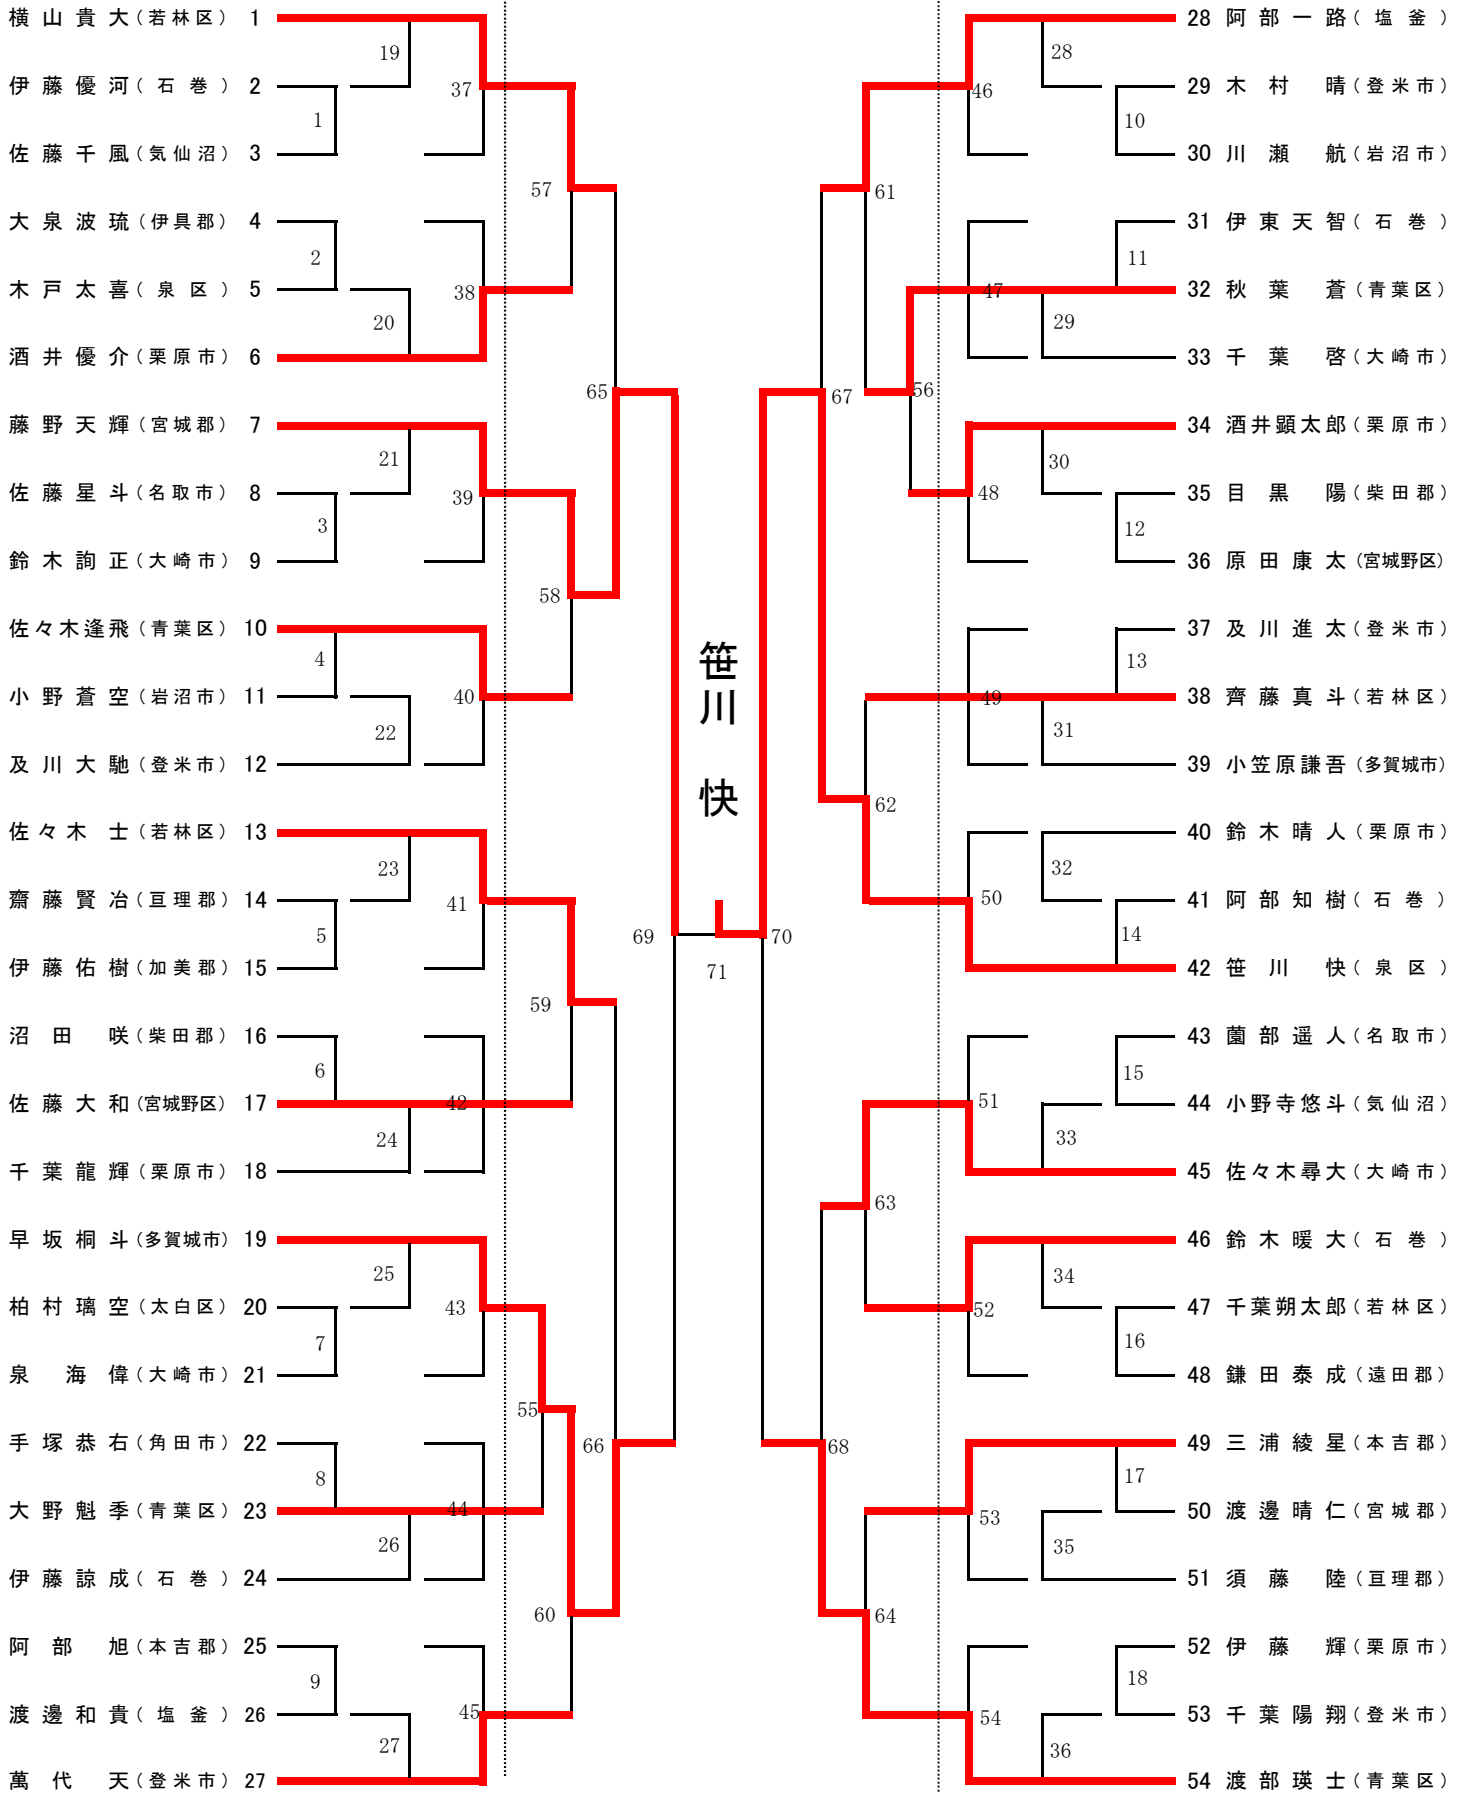 横山貴大(若林区) 1
伊藤優河(石巻) 2
佐藤千風(気仙沼) 3
大泉波琉(伊具郡) 4
木戸太喜(泉区) 5
酒井優介(栗原市) 6
藤野天輝(宮城郡) 7
佐藤星斗(名取市) 8
鈴木詢正(大崎市) 9
佐々木逢飛(青葉区) 10
小野蒼空(岩沼市) 11
及川大馳(登米市) 12
佐々木士(若林区) 13
齋藤賢冶(亘理郡) 14
伊藤佑樹(加美郡) 15
沼田咲(柴田郡) 16
佐藤大和(宮城野区) 17
千葉龍輝(栗原市) 18
早坂桐斗(多賀城市) 19
柏村璃空(太白区) 20
泉海偉(大崎市) 21
手塚恭右(角田市) 22
大野魁季(青葉区) 23
伊藤諒成(石巻) 24
阿部旭(本吉郡) 25
渡邊和貴(塩釜) 26
萬代天(登米市) 27
1
2
3
4
5
6
7
8
9
19
20
21
22
23
24
25
26
27
37
38
39
40
41
42
43
44
45
55
57
58
59
60
65
66
69
笹川 快
71
70
67
68
61
62
63
64
56
46
47
48
49
50
51
52
53
54
28
29
30
31
32
33
34
35
36
10
11
12
13
14
15
16
17
18
28 阿部一路(塩釜)
29 木村晴(登米市)
30 川瀬航(岩沼市)
31 伊東天智(石巻)
32 秋葉蒼(青葉区)
33 千葉啓(大崎市)
34 酒井顕太郎(栗原市)
35 目黒陽(柴田郡)
36 原田康太(宮城野区)
37 及川進太(登米市)
38 齊藤真斗(若林区)
39 小笠原謙吾(多賀城市)
40 鈴木晴人(栗原市)
41 阿部知樹(石巻)
42 笹川快(泉区)
43 薗部遥人(名取市)
44 小野寺悠斗(気仙沼)
45 佐々木尋大(大崎市)
46 鈴木暖大(石巻)
47 千葉朔太郎(若林区)
48 鎌田泰成(遠田郡)
49 三浦綾星(本吉郡)
50 渡邊晴仁(宮城郡)
51 須藤陸(亘理郡)
52 伊藤輝(栗原市)
53 千葉陽翔(登米市)
54 渡部瑛士(青葉区)